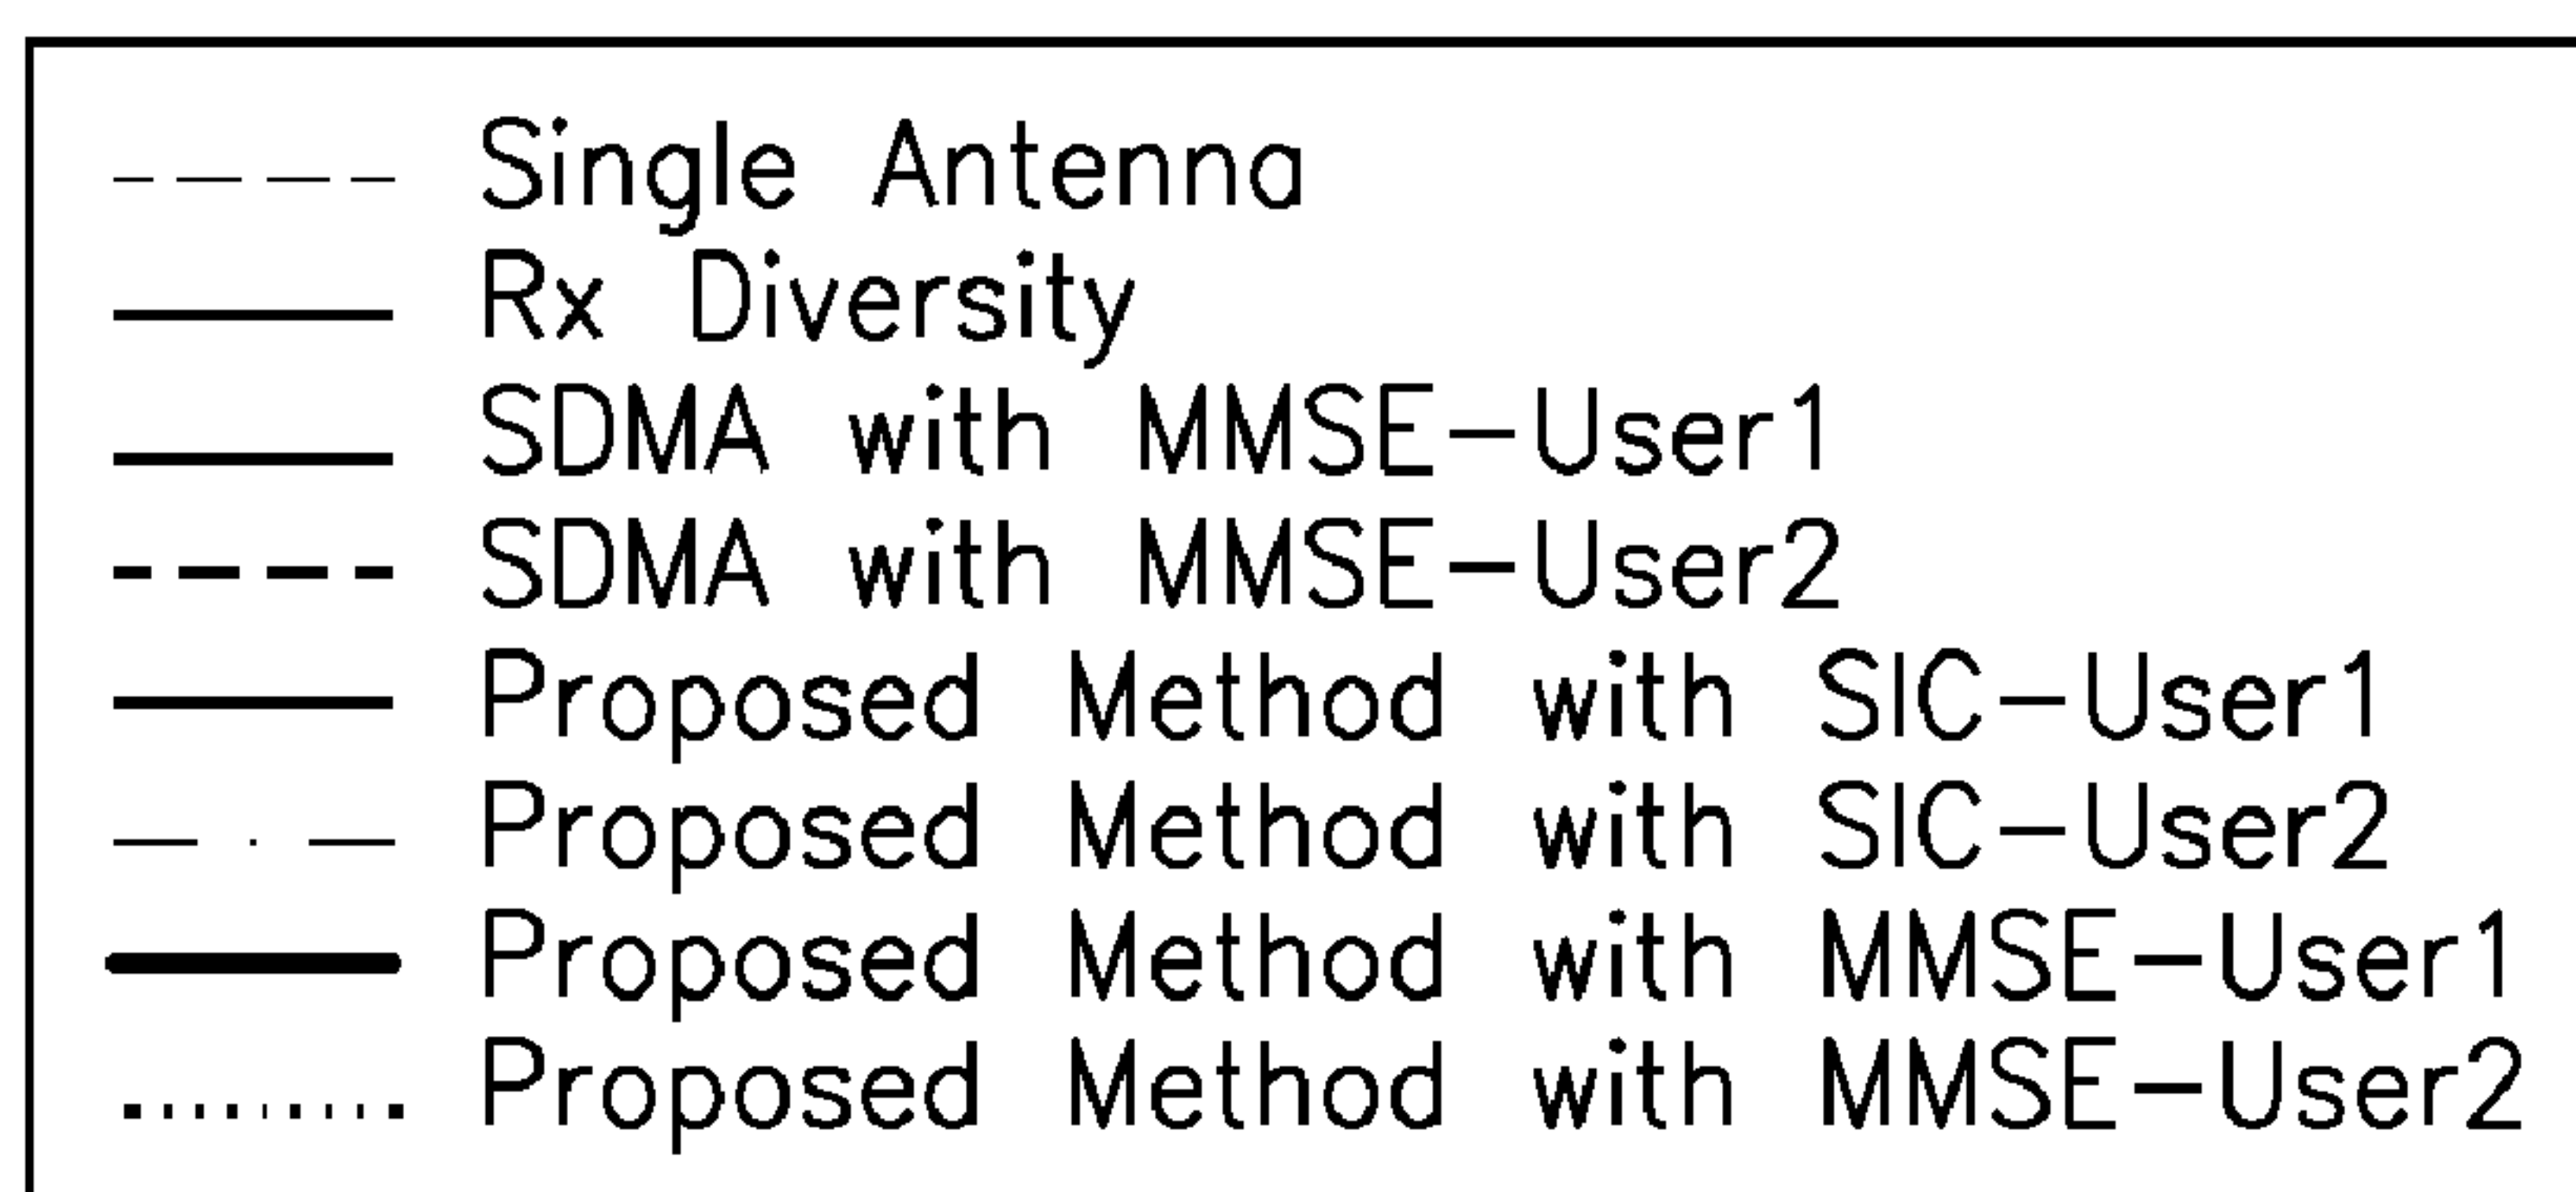 Single Antenna
Rx Diversity
SDMA with MMSE-User1
SDMA with MMSE-User2
Proposed Method with SIC-User1
Proposed Method with SIC-User2
Proposed Method with MMSE-User1
Proposed Method with MMSE-User2